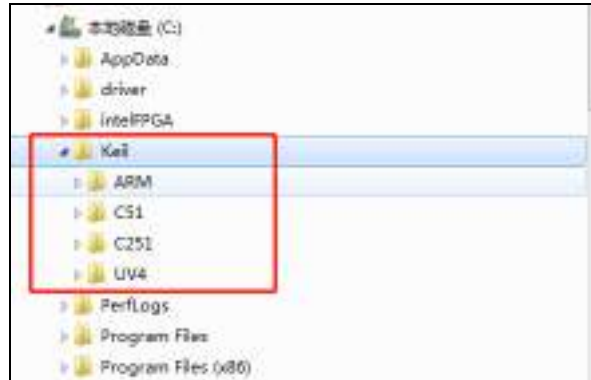 本地磁盘 (C:)
AppData
driver
intelFPGA
Keil
ARM
C51
C251
UV4
PerfLogs
Program Files
Program Files (x86)